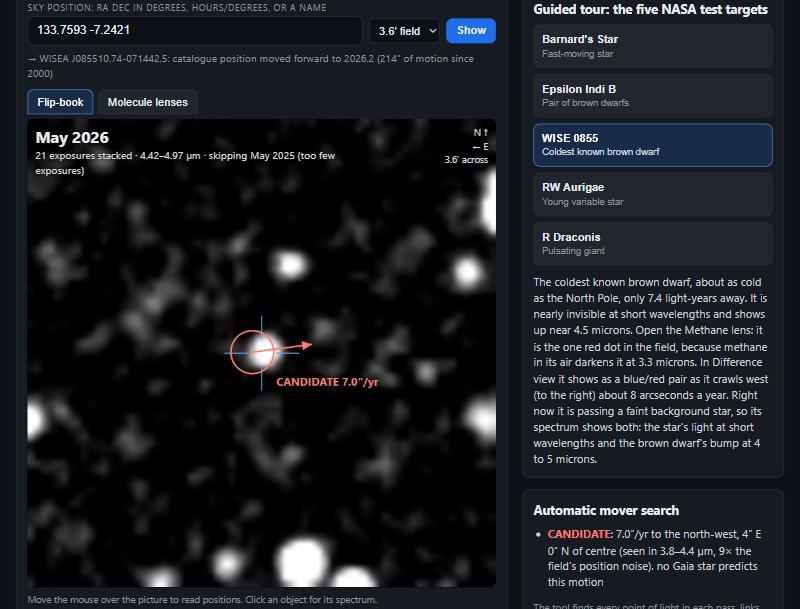 SKY POSITION: RA DEC IN DEGREES, HOURS/DEGREES, OR A NAME
133.7593 -7.2421
3.6′ field
Show
→ WISEA J085510.74-071442.5: catalogue position moved forward to 2026.2 (214″ of motion since
2000)
Flip-book
Molecule lenses
May 2026
21 exposures stacked · 4.42–4.97 µm · skipping May 2025 (too few
exposures)
N ↑
← E
3.6′ across
CANDIDATE 7.0″/yr
Move the mouse over the picture to read positions. Click an object for its spectrum.
Guided tour: the five NASA test targets
Barnard's Star
Fast-moving star
Epsilon Indi B
Pair of brown dwarfs
WISE 0855
Coldest known brown dwarf
RW Aurigae
Young variable star
R Draconis
Pulsating giant
The coldest known brown dwarf, about as cold
as the North Pole, only 7.4 light-years away. It is
nearly invisible at short wavelengths and shows
up near 4.5 microns. Open the Methane lens: it
is the one red dot in the field, because methane
in its air darkens it at 3.3 microns. In Difference
view it shows as a blue/red pair as it crawls west
(to the right) about 8 arcseconds a year. Right
now it is passing a faint background star, so its
spectrum shows both: the star's light at short
wavelengths and the brown dwarf's bump at 4
to 5 microns.
Automatic mover search
• CANDIDATE: 7.0″/yr to the north-west, 4″ E
0″ N of centre (seen in 3.8–4.4 µm, 9× the
field's position noise). no Gaia star predicts
this motion
The tool finds every point of light in each pass, links